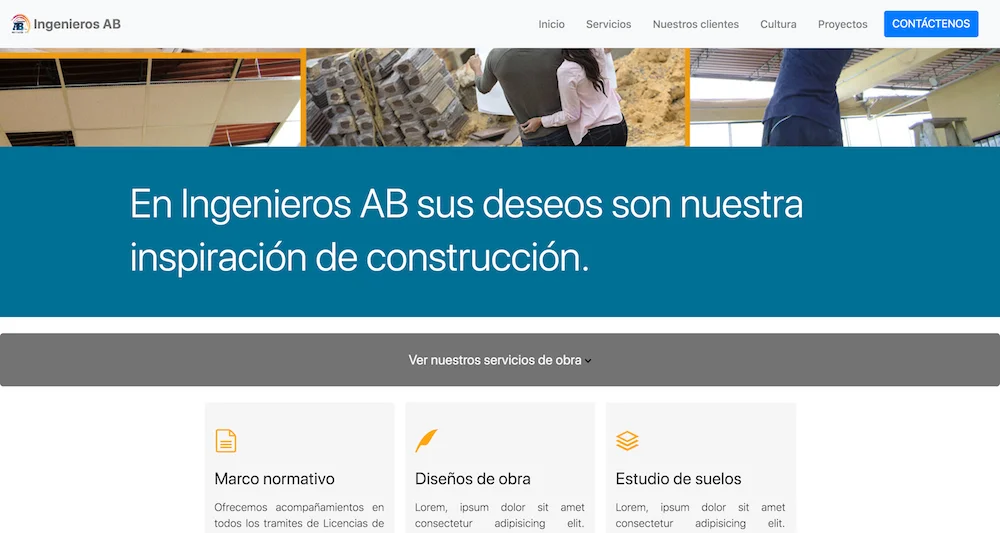 Ingenieros AB
Inicio Servicios Nuestros clientes Cultura Proyectos CONTÁCTENOS
En Ingenieros AB sus deseos son nuestra
inspiración de construcción.
Ver nuestros servicios de obra
Marco normativo
Ofrecemos acompañamientos en
todos los tramites de Licencias de
Diseños de obra
Lorem, ipsum dolor sit amet
consectetur adipisicing elit.
Estudio de suelos
Lorem, ipsum dolor sit amet
consectetur adipisicing elit.